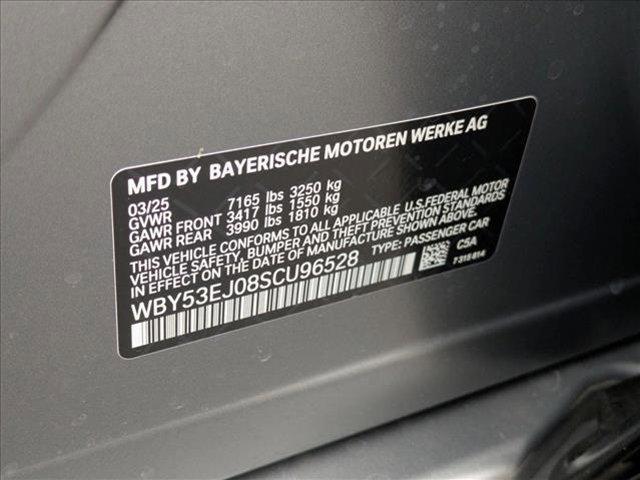 MFD BY BAYERISCHE MOTOREN WERKE AG
03/25
GVWR 7165 lbs 3250 kg
GAWR FRONT 3417 lbs 1550 kg
GAWR REAR 3990 lbs 1810 kg
THIS VEHICLE CONFORMS TO ALL APPLICABLE U.S.FEDERAL MOTOR
VEHICLE SAFETY, BUMPER AND THEFT PREVENTION STANDARDS
IN EFFECT ON THE DATE OF MANUFACTURE SHOWN ABOVE.
WBY53EJ08SCU96528 TYPE: PASSENGER CAR
C5A
7315814